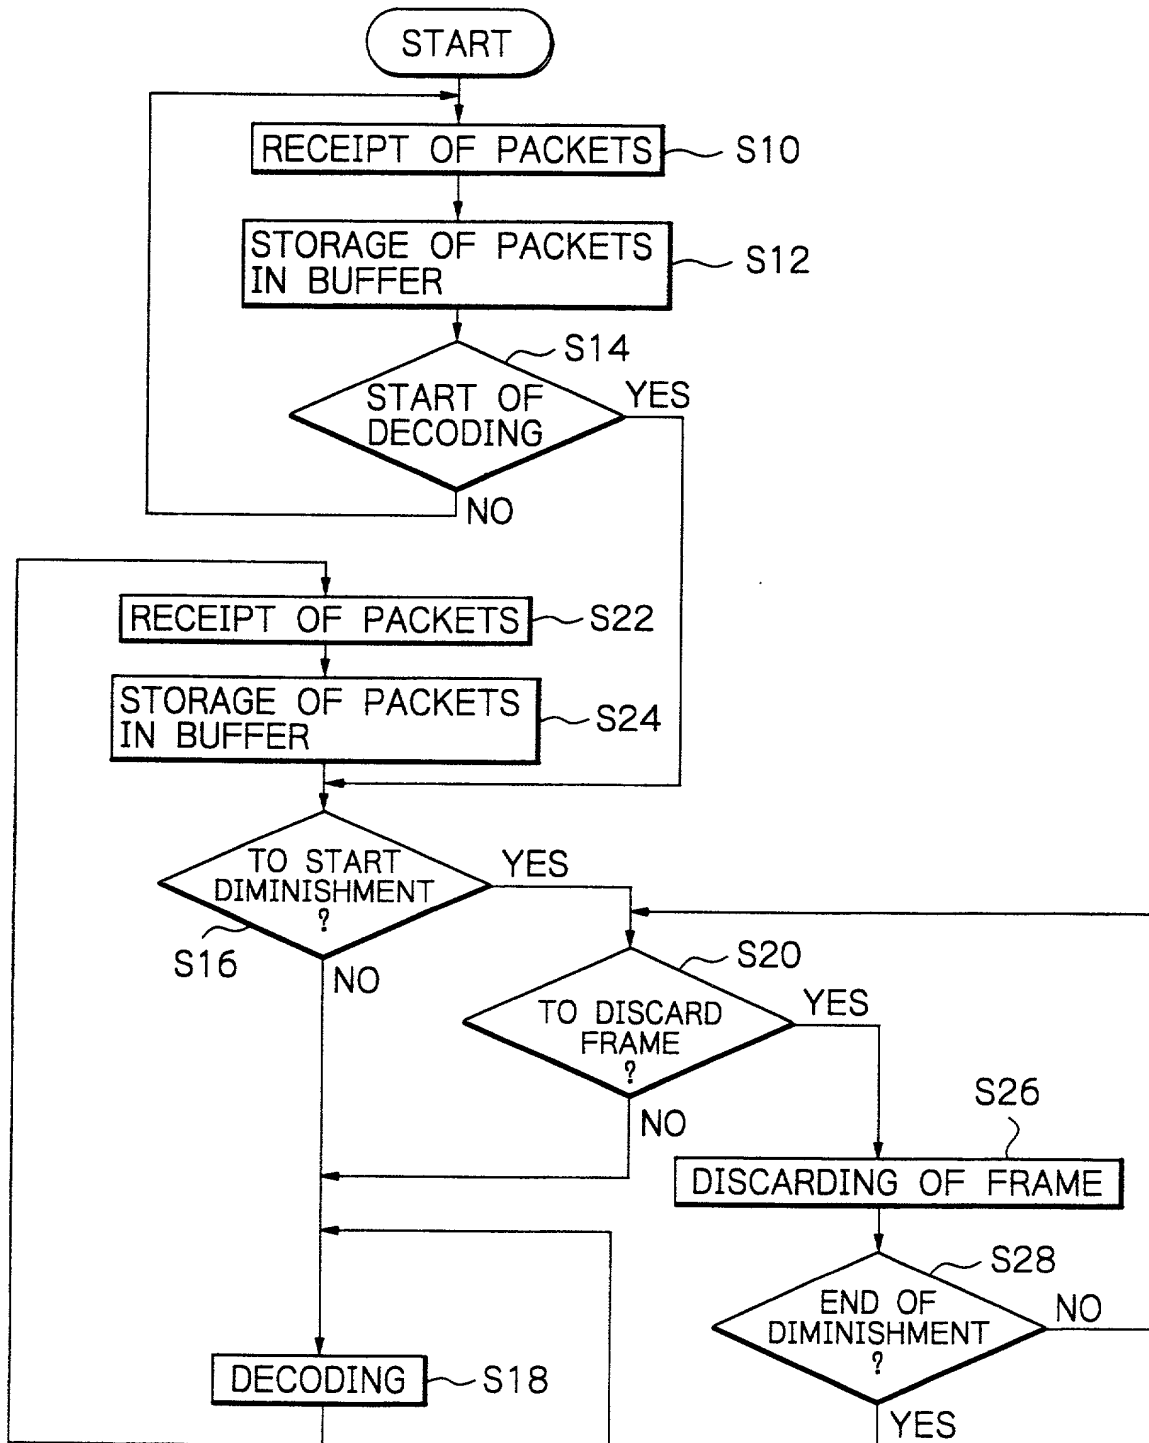 START
RECEIPT OF PACKETS
S10
STORAGE OF PACKETS
IN BUFFER
S12
S14
START OF
DECODING
YES
NO
RECEIPT OF PACKETS
S22
STORAGE OF PACKETS
IN BUFFER
S24
TO START
DIMINISHMENT
?
YES
S16
NO
S20
TO DISCARD
FRAME
?
YES
NO
S26
DISCARDING OF FRAME
S28
END OF
DIMINISHMENT
?
NO
DECODING
S18
YES